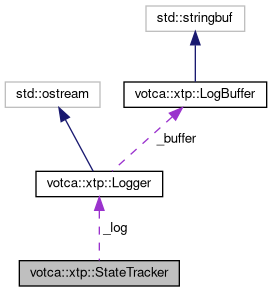 std::stringbuf
std::ostream
votca::xtp::LogBuffer
_buffer
votca::xtp::Logger
_log
votca::xtp::StateTracker